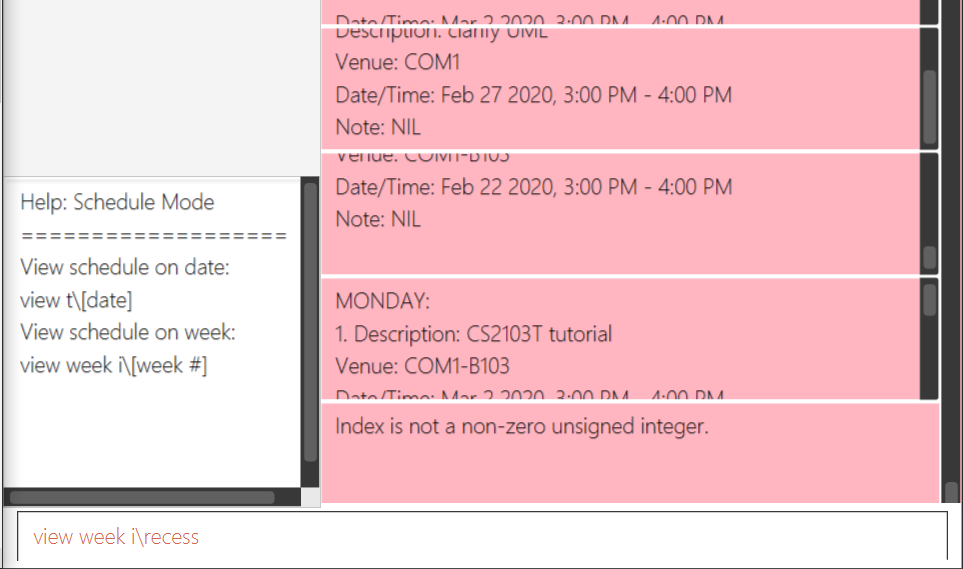 Help: Schedule Mode
===================
View schedule on date:
view t\[date]
View schedule on week:
view week i\[week #]
Date/Time: Mar 2 2020, 3:00 PM - 4:00 PM
Description: clarify UML
Venue: COM1
Date/Time: Feb 27 2020, 3:00 PM - 4:00 PM
Note: NIL
Venue: COM1-B103
Date/Time: Feb 22 2020, 3:00 PM - 4:00 PM
Note: NIL
MONDAY:
1. Description: CS2103T tutorial
Venue: COM1-B103
Date/Time: Mar 2 2020, 3:00 PM - 4:00 PM
Index is not a non-zero unsigned integer.
view week i\recess